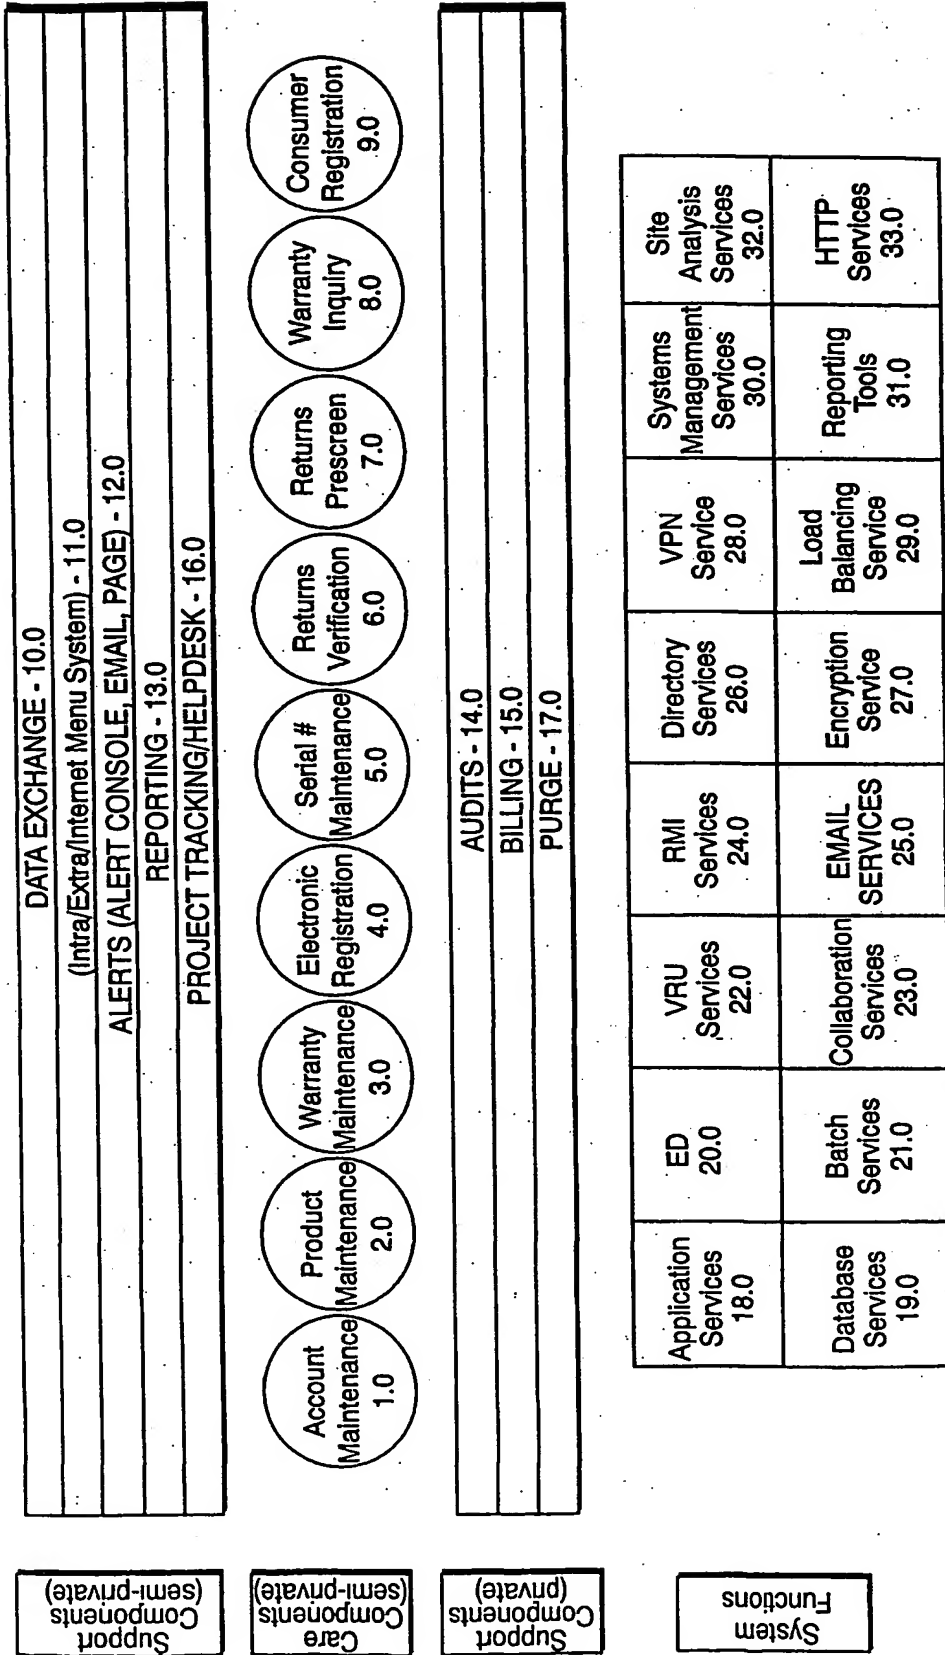 Support
Components
(semi-private)
DATA EXCHANGE - 10.0
(Intra/Extra/Internet Menu System) - 11.0
ALERTS (ALERT CONSOLE, EMAIL, PAGE) - 12.0
REPORTING - 13.0
PROJECT TRACKING/HELPDESK - 16.0
Care
Components
(semi-private)
Account
Maintenance
1.0
Product
Maintenance
2.0
Warranty
Maintenance
3.0
Electronic
Registration
4.0
Serial #
Maintenance
5.0
Returns
Verification
6.0
Returns
Prescreen
7.0
Warranty
Inquiry
8.0
Consumer
Registration
9.0
Support
Components
(private)
AUDITS - 14.0
BILLING - 15.0
PURGE - 17.0
System
Functions
Application
Services
18.0
ED
20.0
VRU
Services
22.0
RMI
Services
24.0
Directory
Services
26.0
VPN
Service
28.0
Systems
Management
Services
30.0
Site
Analysis
Services
32.0
Database
Services
19.0
Batch
Services
21.0
Collaboration
Services
23.0
EMAIL
SERVICES
25.0
Encryption
Service
27.0
Load
Balancing
Service
29.0
Reporting
Tools
31.0
HTTP
Services
33.0